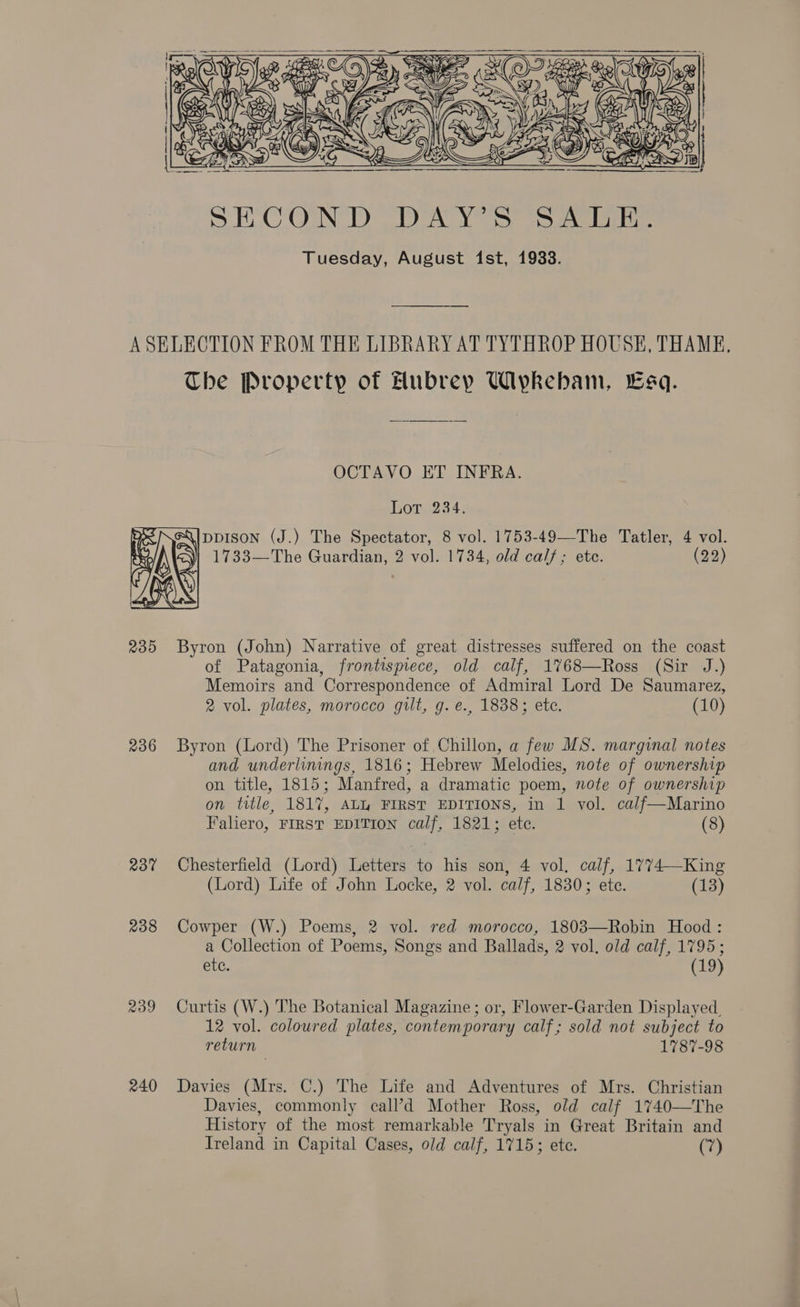 SECOND DAY'S SALE.
Tuesday, August 1st, 1933.
A SELECTION FROM THE LIBRARY AT TYTHROP HOUSE, THAME,
The Property of Aubrey Wykeham, Esq.
OCTAVO ET INFRA.
LOT 234.
ADDISON (J.) The Spectator, 8 vol. 1753-49—The Tatler, 4 vol.
1733—The Guardian, 2 vol. 1734, old calf; etc. (22)
235 Byron (John) Narrative of great distresses suffered on the coast
of Patagonia, frontispiece, old calf, 1768—Ross (Sir J.)
Memoirs and Correspondence of Admiral Lord De Saumarez,
2 vol. plates, morocco gilt, g. e., 1838; etc. (10)
236 Byron (Lord) The Prisoner of Chillon, a few MS. marginal notes
and underlinings, 1816; Hebrew Melodies, note of ownership
on title, 1815; Manfred, a dramatic poem, note of ownership
on title, 1817, ALL FIRST EDITIONS, in 1 vol. calf—Marino
Faliero, FIRST EDITION calf, 1821; etc. (8)
237 Chesterfield (Lord) Letters to his son, 4 vol. calf, 1774—King
(Lord) Life of John Locke, 2 vol. calf, 1830; etc. (13)
238 Cowper (W.) Poems, 2 vol. red morocco, 1803—Robin Hood:
a Collection of Poems, Songs and Ballads, 2 vol. old calf, 1795;
etc. (19)
239 Curtis (W.) The Botanical Magazine; or, Flower-Garden Displayed,
12 vol. coloured plates, contemporary calf; sold not subject to
return 1787-98
240 Davies (Mrs. C.) The Life and Adventures of Mrs. Christian
Davies, commonly call'd Mother Ross, old calf 1740—The
History of the most remarkable Tryals in Great Britain and
Ireland in Capital Cases, old calf, 1715; etc. (7)